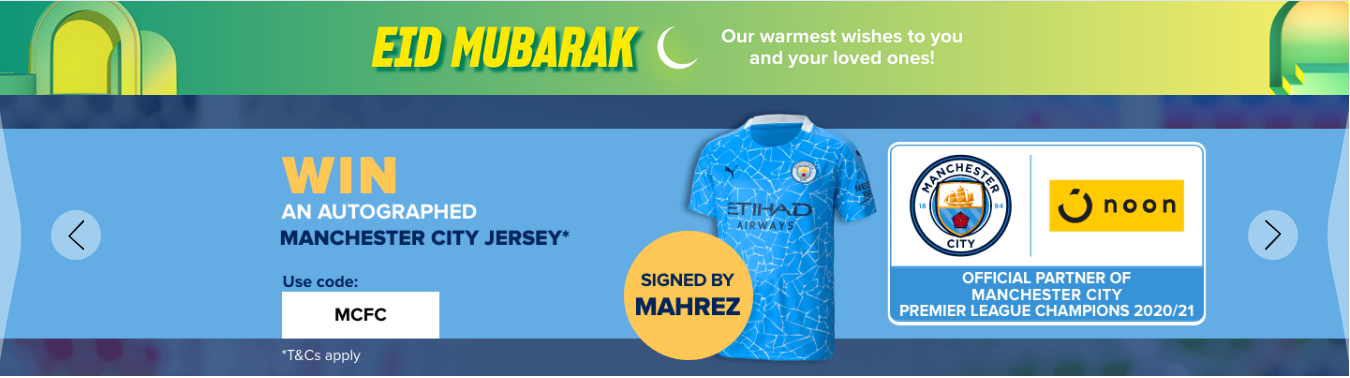 EID MUBARAK
Our warmest wishes to you
and your loved ones!
WIN
AN AUTOGRAPHED
MANCHESTER CITY JERSEY*
Use code:
MCFC
*T&Cs apply
ETIHAD
AIRWAYS
SIGNED BY
MAHREZ
MANCHESTER
18 94
CITY
noon
OFFICIAL PARTNER OF
MANCHESTER CITY
PREMIER LEAGUE CHAMPIONS 2020/21